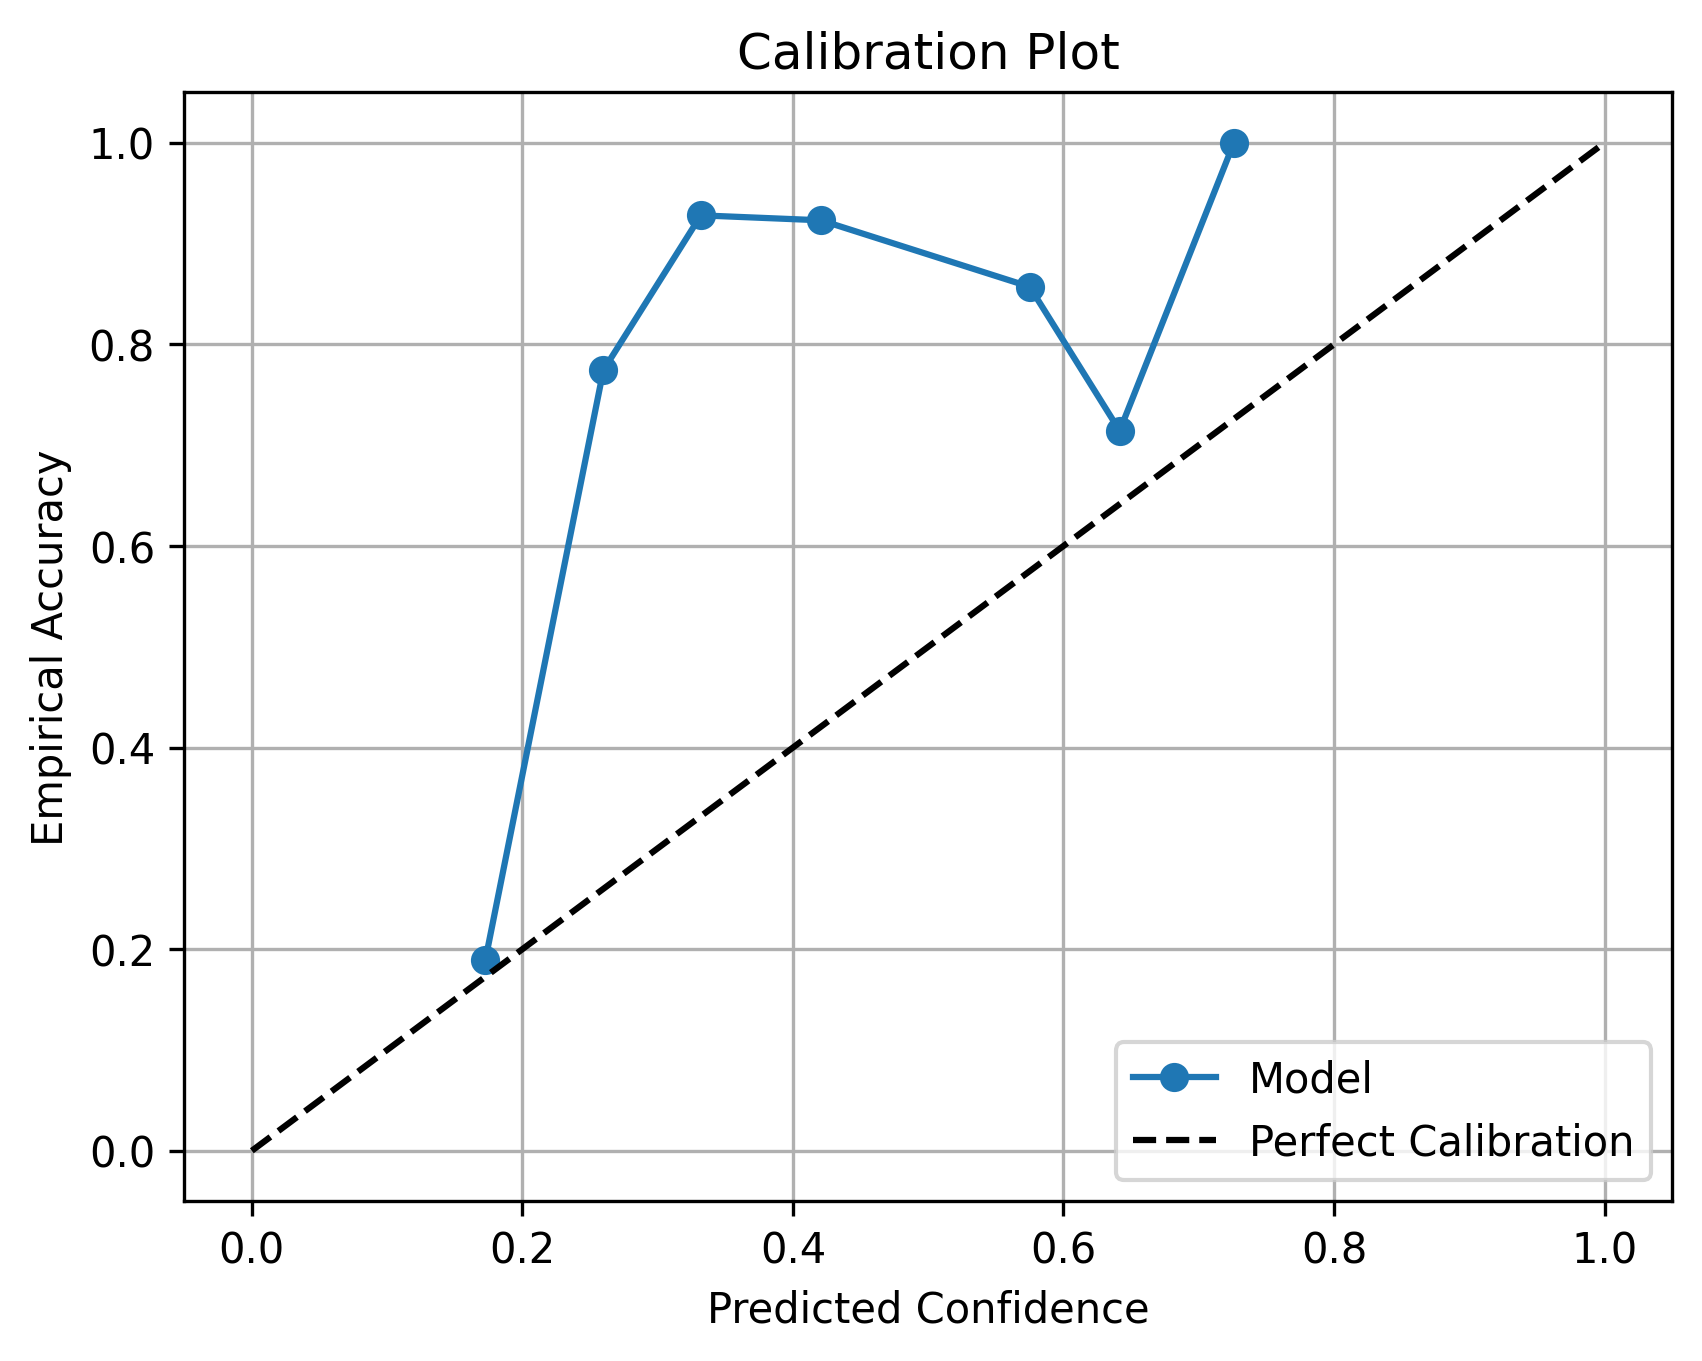 Calibration Plot
1.0
0.8
0.6
0.4
0.2
0.0
Empirical Accuracy
Model
Perfect Calibration
0.0 0.2 0.4 0.6 0.8 1.0
Predicted Confidence